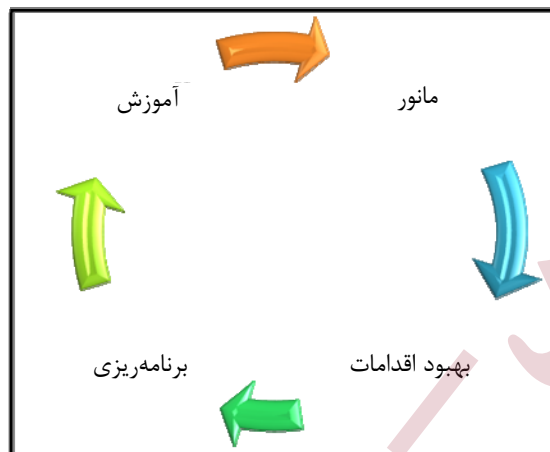 مانور
آموزش
بهبود اقدامات
برنامه‌ریزی